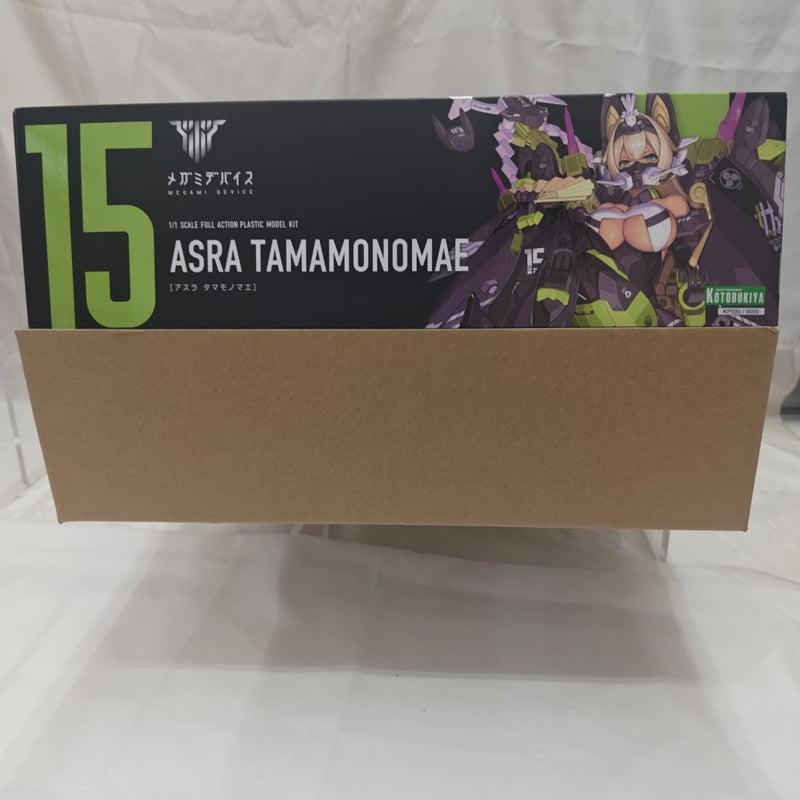 15
メガミデバイス
MEGAMI DEVICE
1/1 SCALE FULL ACTION PLASTIC MODEL KIT
ASRA TAMAMONOMAE
[アスラ タマモノマエ]
15
KOTOBUKIYA
KP590 / 9000